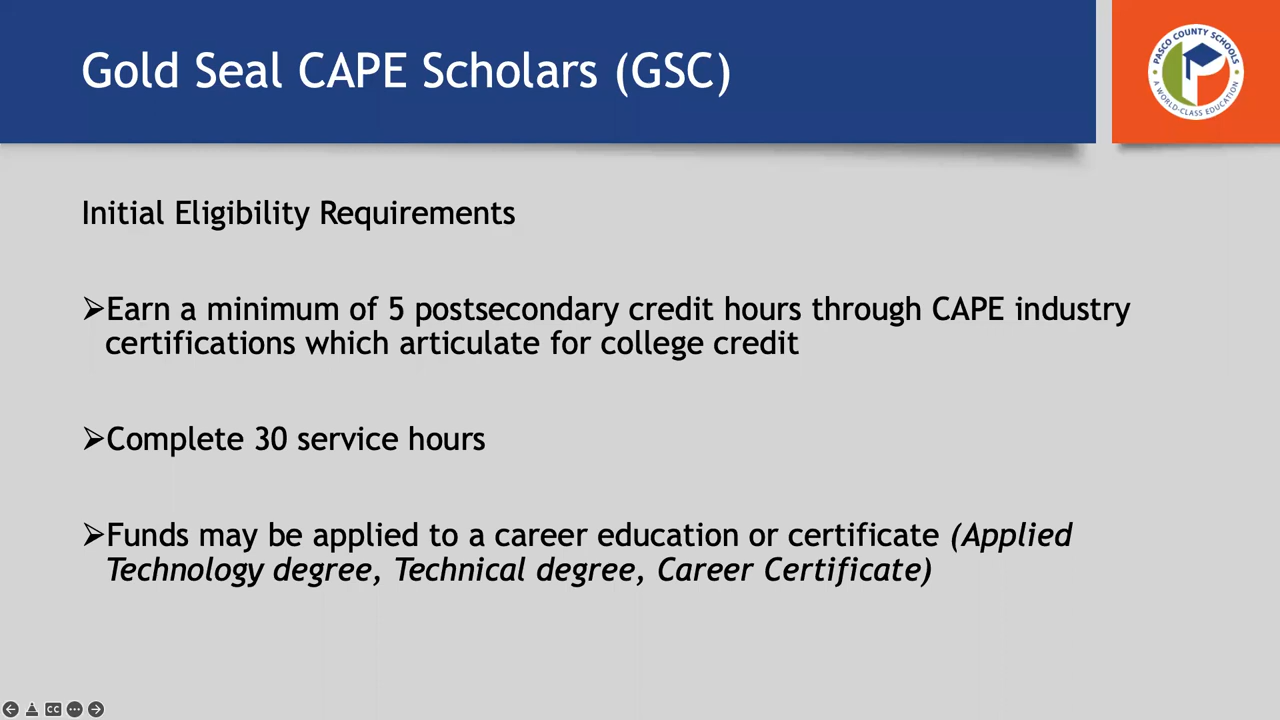 Gold Seal CAPE Scholars (GSC)
PASCO COUNTY SCHOOLS
A WORLD-CLASS EDUCATION
Initial Eligibility Requirements
➢Earn a minimum of 5 postsecondary credit hours through CAPE industry
certifications which articulate for college credit
➢Complete 30 service hours
➢Funds may be applied to a career education or certificate (Applied
Technology degree, Technical degree, Career Certificate)
CC